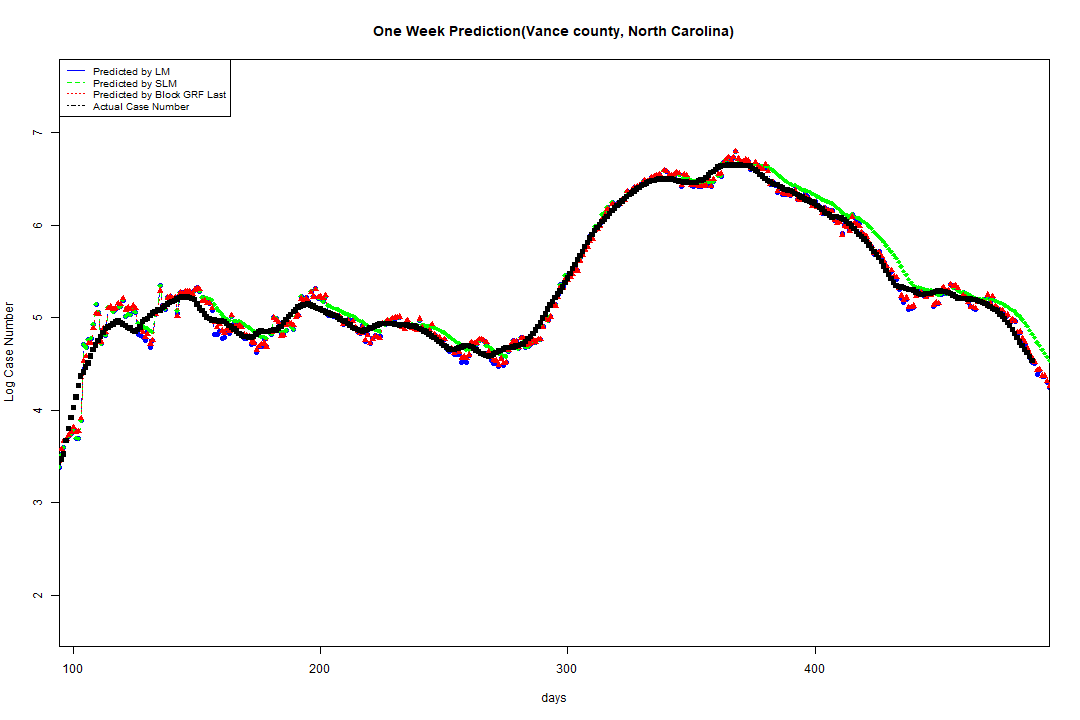 One Week Prediction(Vance county, North Carolina)
Predicted by LM
Predicted by SLM
Predicted by Block GRF Last
Actual Case Number
7
6
5
4
3
2
Log Case Number
100 200 300 400
days